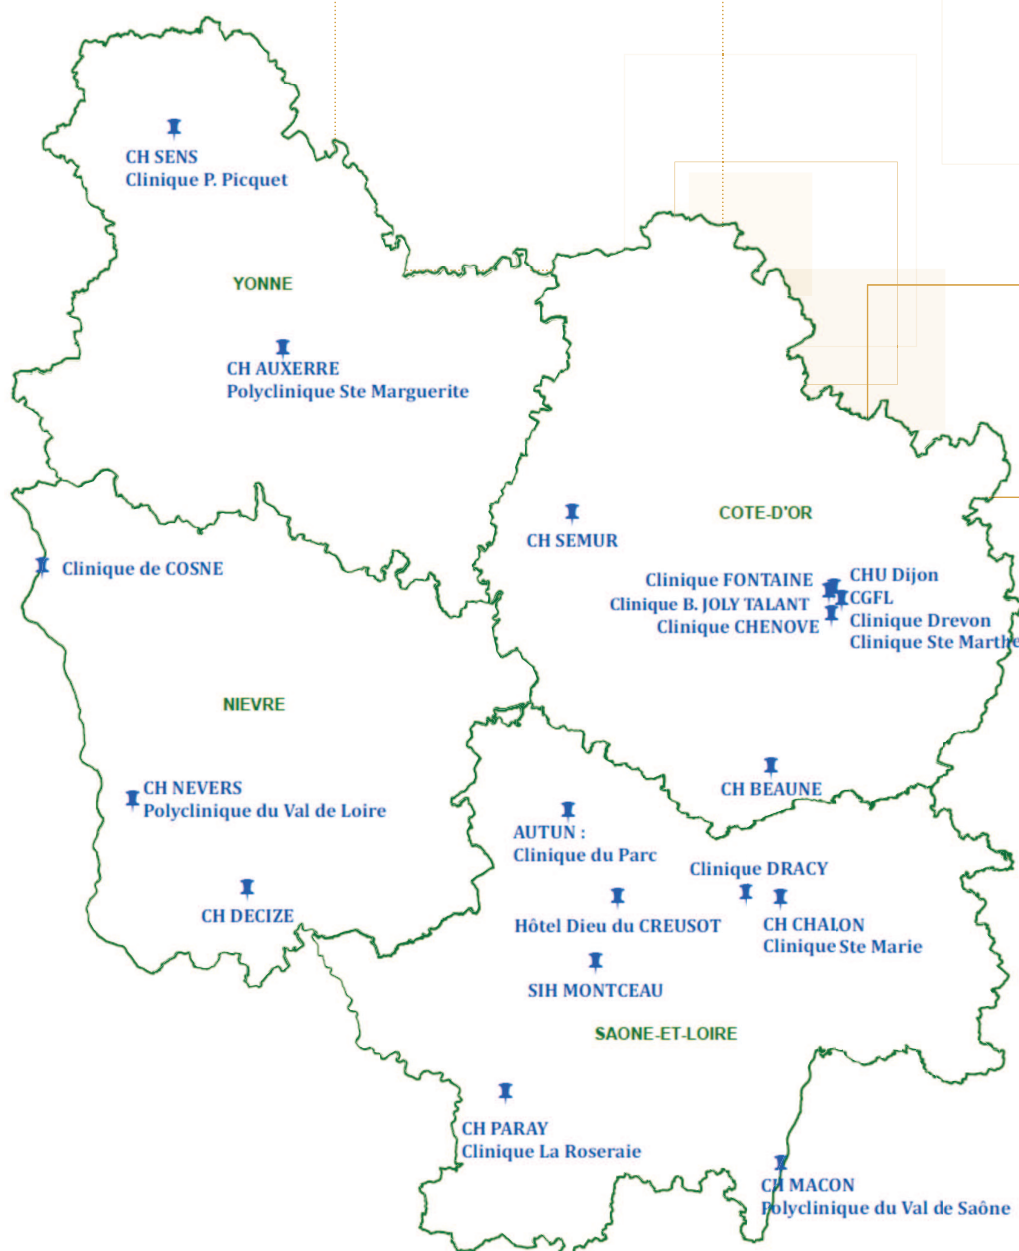 CH SENS
Clinique P. Picquet
YONNE
CH AUXERRE
Polyclinique Ste Marguerite
COTE-D'OR
CH SEMUR
Clinique de COSNE
Clinique FONTAINE
Clinique B. JOLY TALANT
Clinique CHENOVE
CHU Dijon
CGFL
Clinique Drevon
Clinique Ste Marthe
NIEVRE
CH NEVERS
Polyclinique du Val de Loire
CH BEAUNE
AUTUN :
Clinique du Parc
Clinique DRACY
CH DECIZE
Hôtel Dieu du CREUSOT
CH CHALON
Clinique Ste Marie
SIH MONTCEAU
SAONE-ET-LOIRE
CH PARAY
Clinique La Roseraie
CH MACON
Polyclinique du Val de Saône